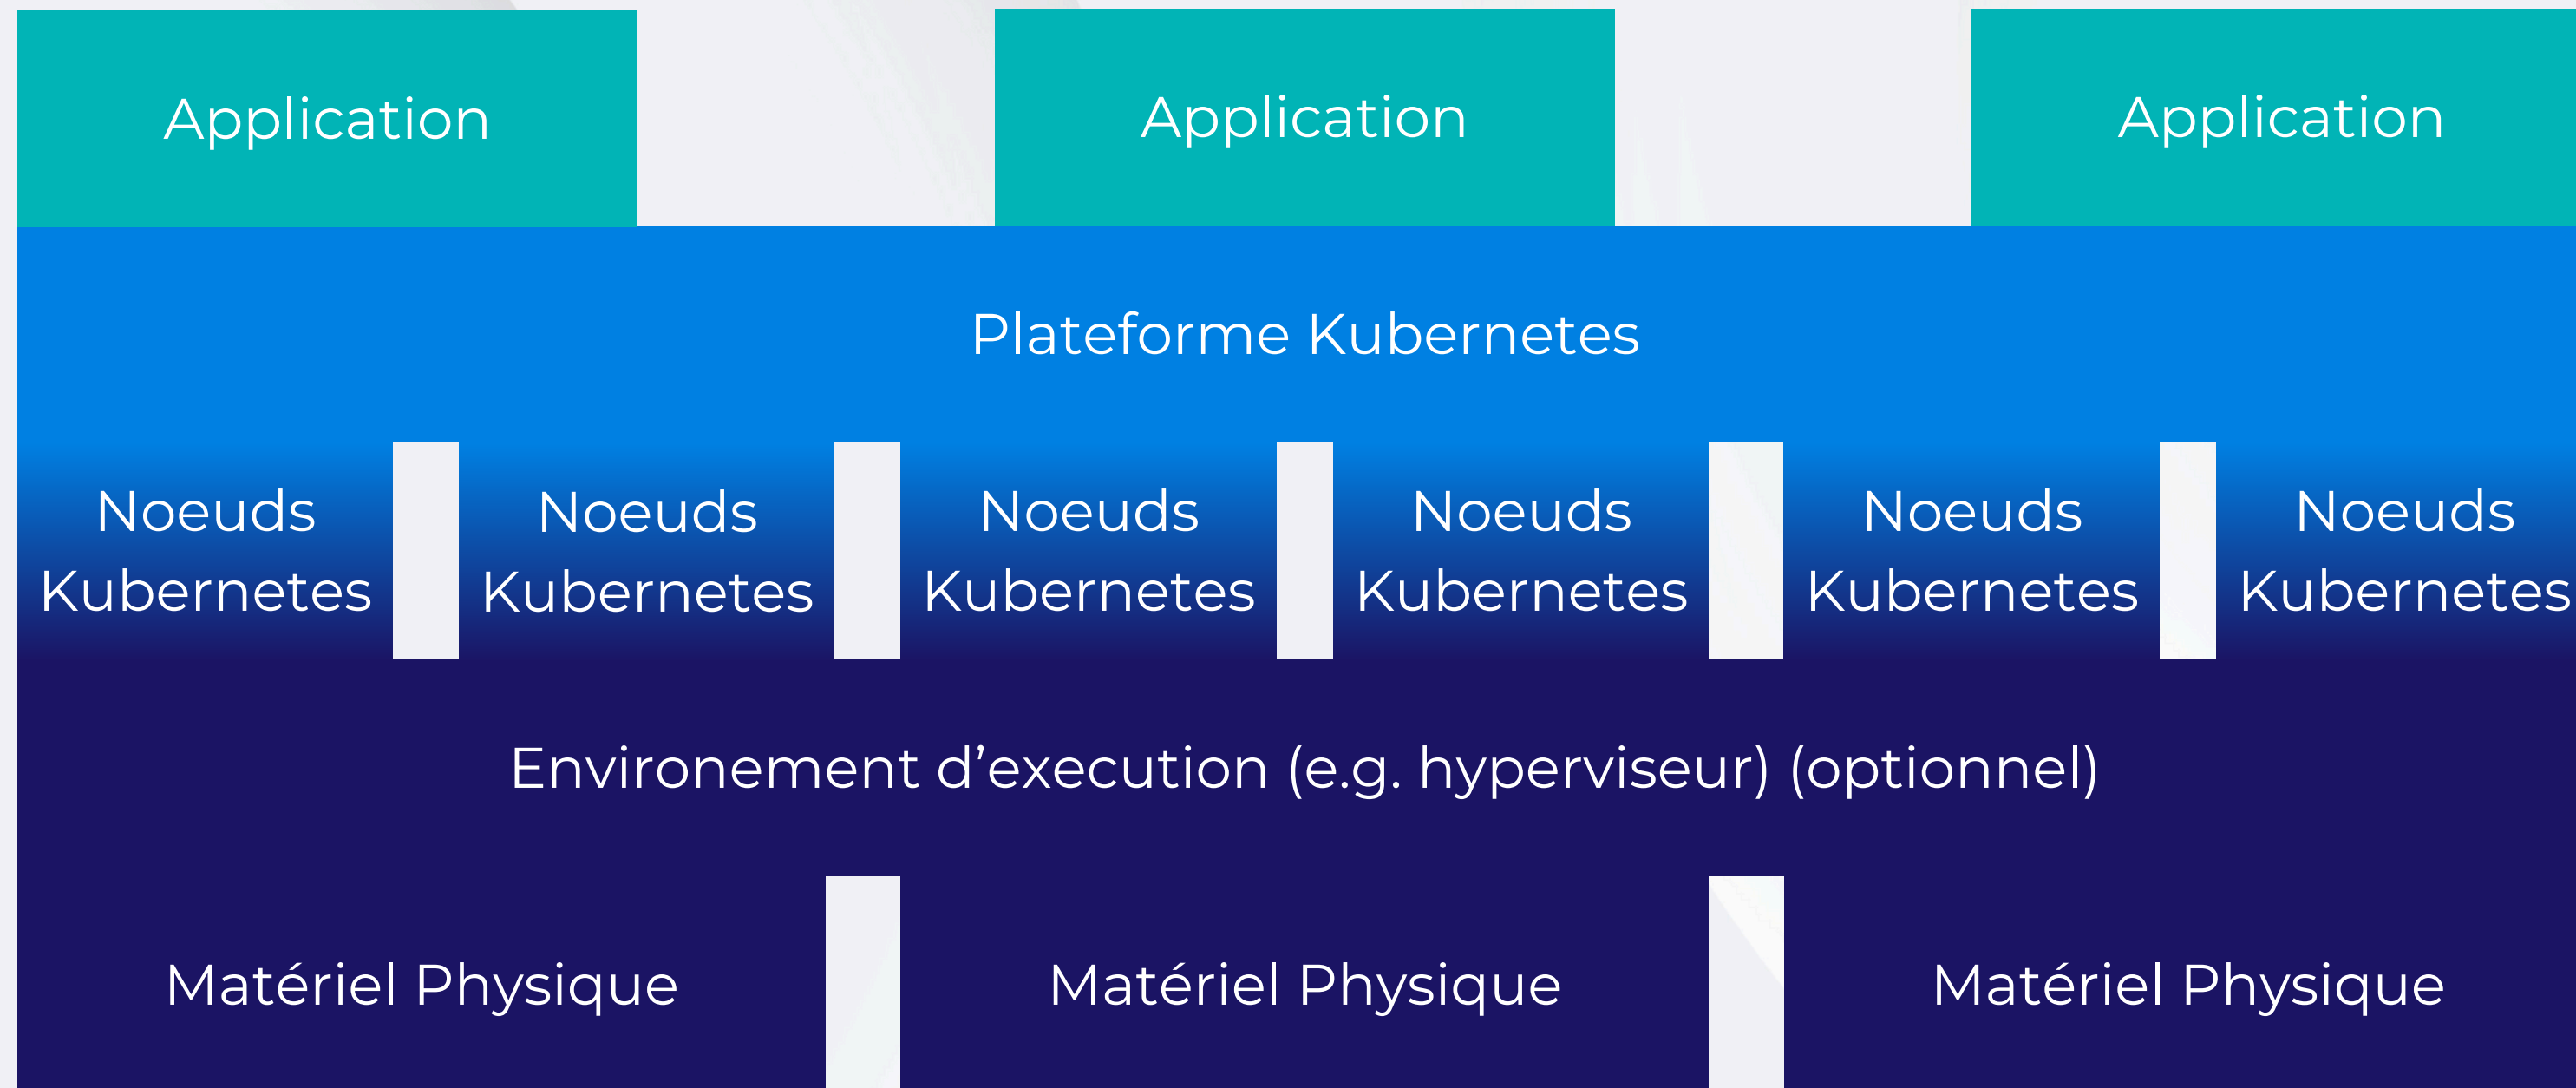 Application
Application
Application
Plateforme Kubernetes
Noeuds
Kubernetes
Noeuds
Kubernetes
Noeuds
Kubernetes
Noeuds
Kubernetes
Noeuds
Kubernetes
Noeuds
Kubernetes
Environement d’execution (e.g. hyperviseur) (optionnel)
Matériel Physique
Matériel Physique
Matériel Physique